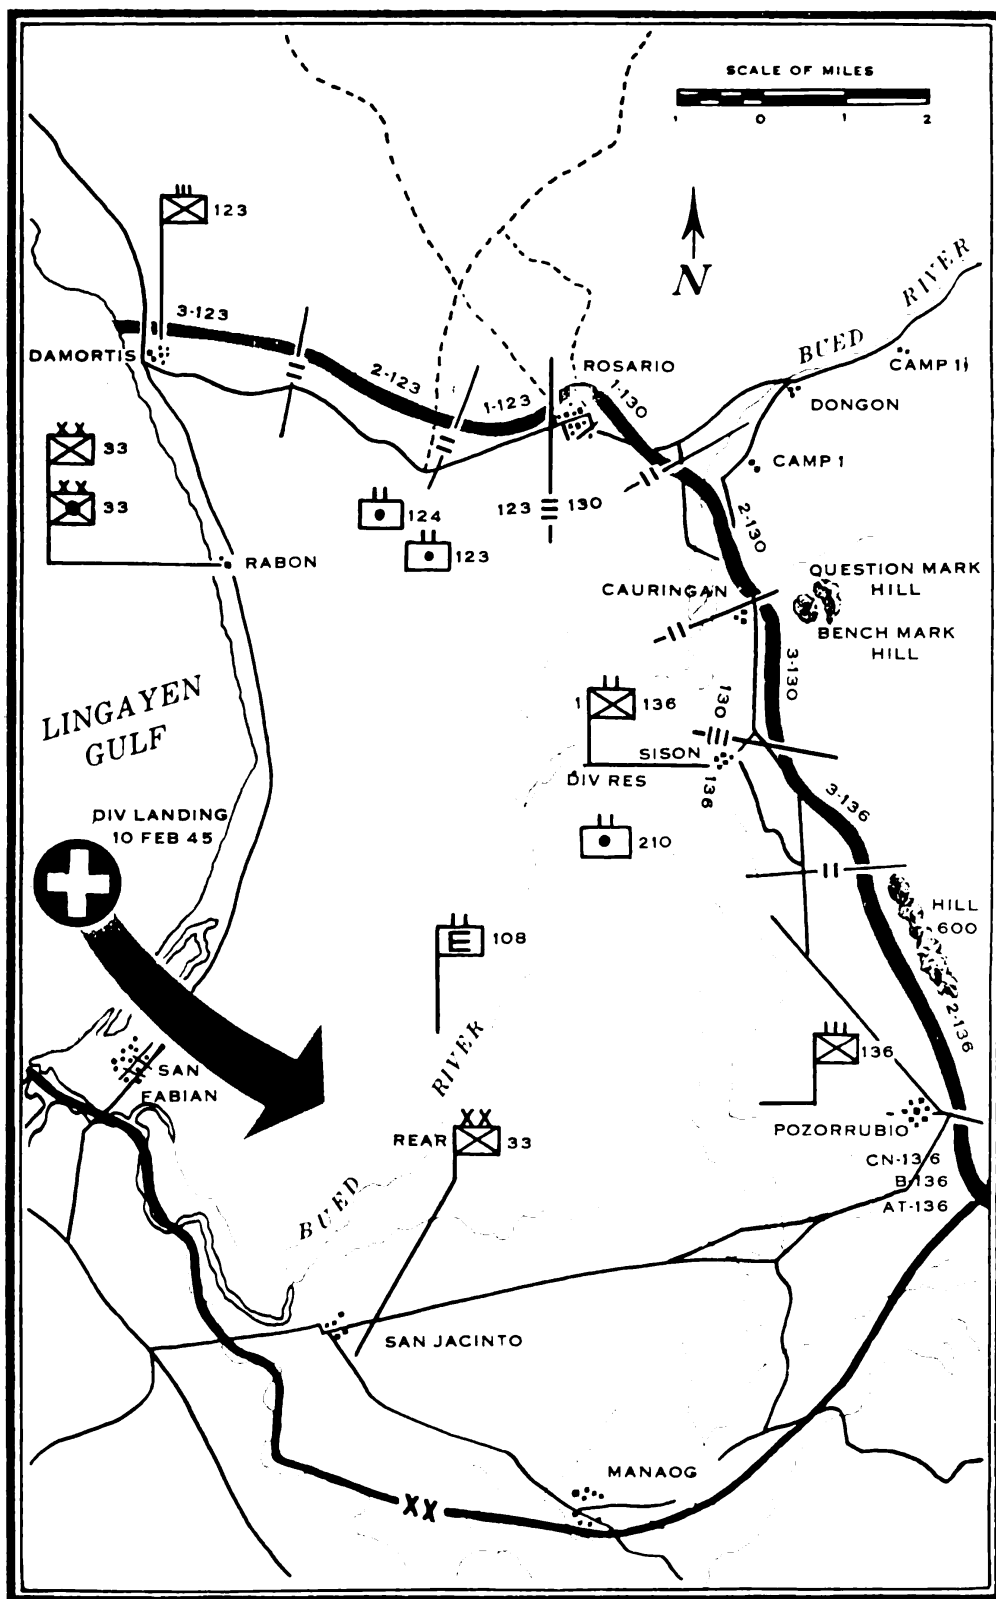 SCALE OF MILES
1 0 1 2
N
123
3-123
DAMORTIS
2-123
1-123
ROSARIO
1-130
BUED RIVER
CAMP 11
DONGON
CAMP 1
XX 33
XX 33
124
123
123 130
2-130
RABON
CAURINGAN
QUESTION MARK
HILL
BENCH MARK
HILL
3-130
LINGAYEN
GULF
1 136
130
SISON
DIV RES
136
3-136
DIV LANDING
10 FEB 45
210
HILL
600
E 108
2-136
136
SAN
FABIAN
BUED RIVER
REAR XX 33
POZORRUBIO
CN-136
B-136
AT-136
SAN JACINTO
MANAOG
XX